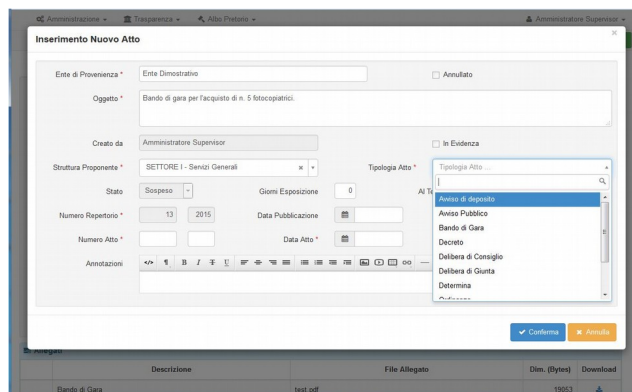 Amministrazione Trasparenza Albo Pretorio Amministratore Supervisor
Inserimento Nuovo Atto ×
Ente di Provenienza * Ente Dimostrativo Annullato
Oggetto * Bando di gara per l'acquisto di n. 5 fotocopiatrici.
Creato da Amministratore Supervisor In Evidenza
Struttura Proponente * SETTORE I - Servizi Generali × Tipologia Atto * Tipologia Atto ...
Stato Sospeso Giorni Esposizione 0 Al Te
Avviso di deposito
Numero Repertorio * 13 2015 Data Pubblicazione
Avviso Pubblico
Bando di Gara
Numero Atto * Data Atto *
Decreto
Delibera di Consiglio
Annotazioni
Delibera di Giunta
Determina
Ordinanza
Conferma × Annulla
Allegati
Descrizione File Allegato Dim. (Bytes) Download
Bando di Gara test.pdf 19053